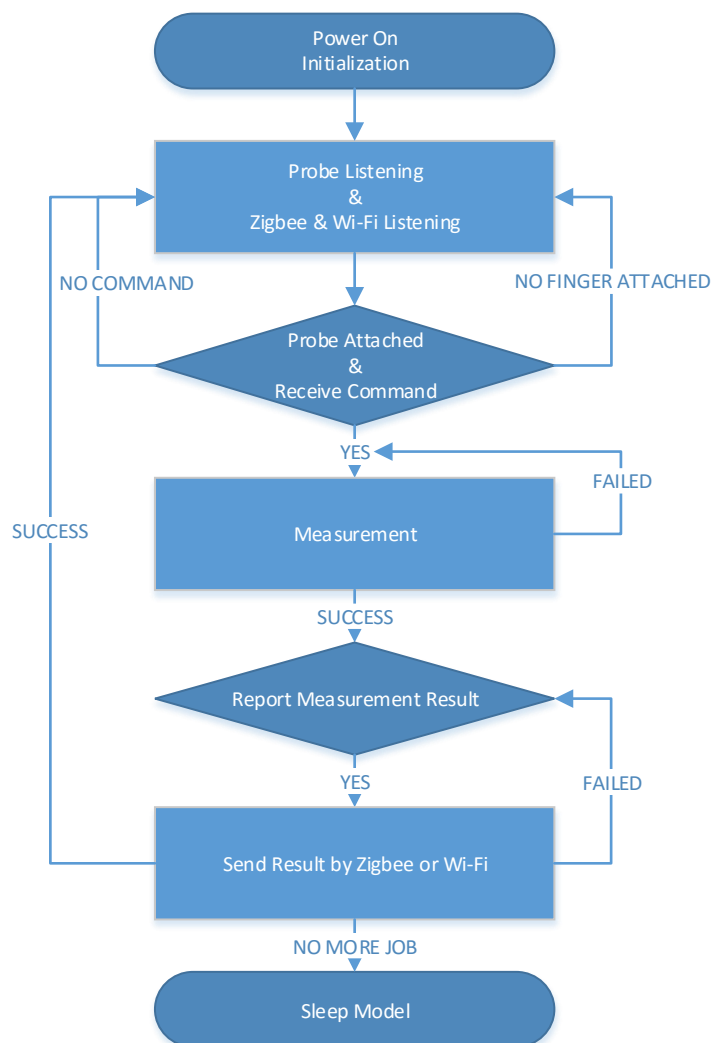 Power On
Initialization
Probe Listening
&
Zigbee & Wi-Fi Listening
NO COMMAND
NO FINGER ATTACHED
Probe Attached
&
Receive Command
YES
FAILED
SUCCESS
Measurement
SUCCESS
Report Measurement Result
YES
FAILED
Send Result by Zigbee or Wi-Fi
NO MORE JOB
Sleep Model